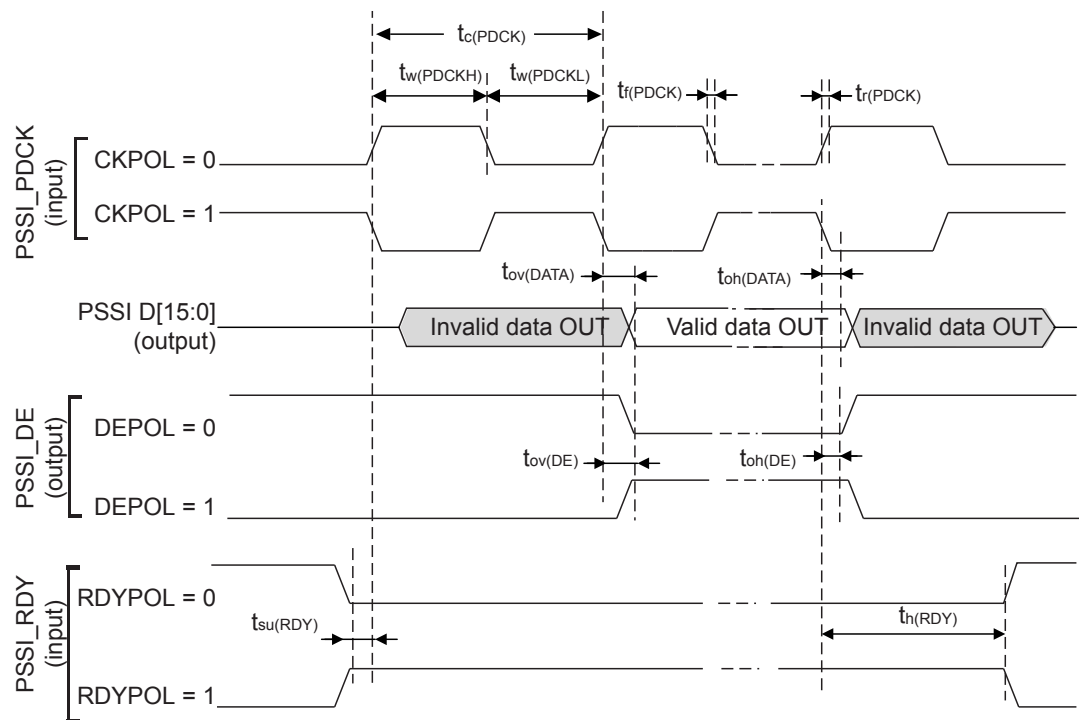 tc(PDCK)
tw(PDCKH)
tw(PDCKL)
tf(PDCK)
tr(PDCK)
PSSI_PDCK
(input)
CKPOL = 0
CKPOL = 1
tov(DATA)
toh(DATA)
PSSI D[15:0]
(output)
Invalid data OUT
Valid data OUT
Invalid data OUT
PSSI_DE
(output)
DEPOL = 0
tov(DE)
toh(DE)
DEPOL = 1
PSSI_RDY
(input)
RDYPOL = 0
tsu(RDY)
th(RDY)
RDYPOL = 1